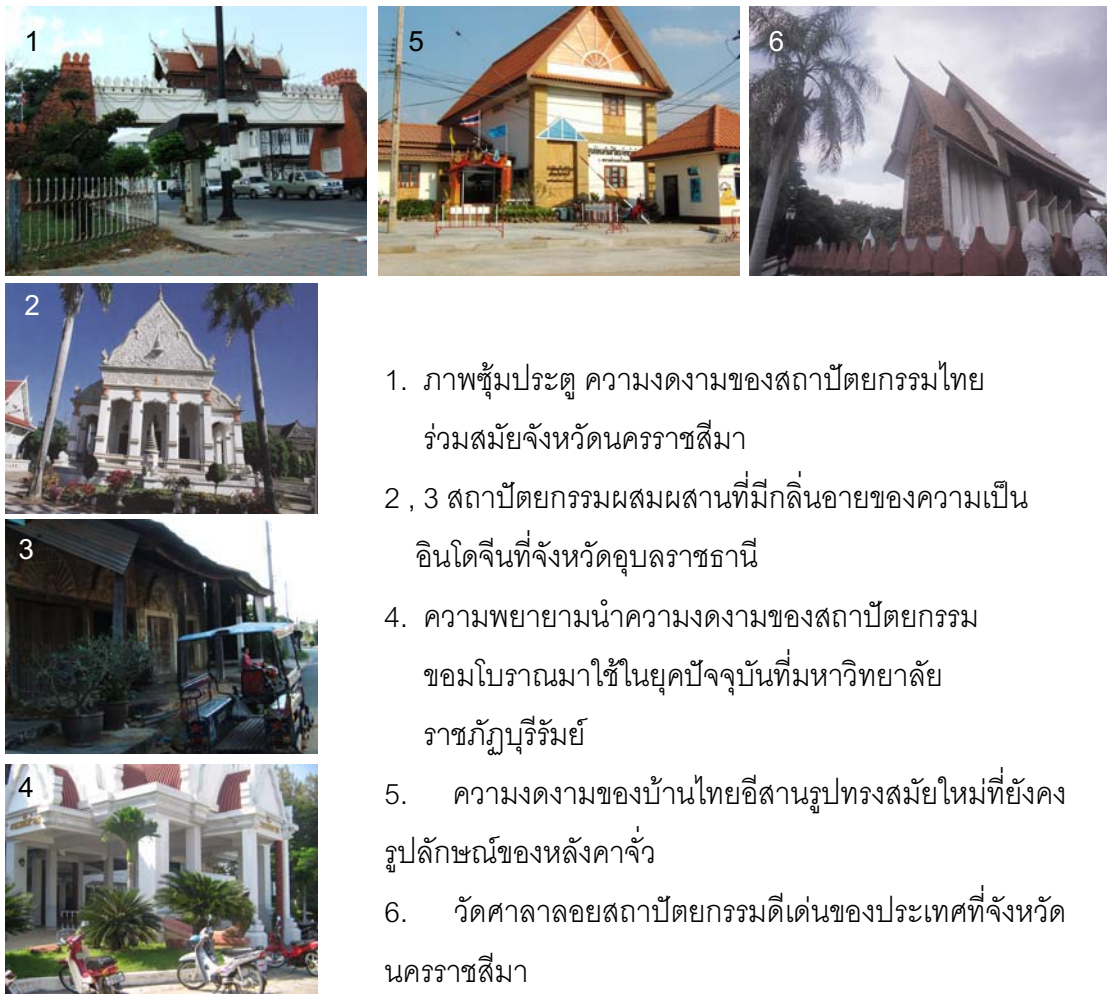 1
5
6
2
3
4
1. ภาพซุ้มประตู ความงดงามของสถาปัตยกรรมไทย
ร่วมสมัยจังหวัดนครราชสีมา
2 , 3 สถาปัตยกรรมผสมผสานที่มีกลิ่นอายของความเป็น
อินโดจีนที่จังหวัดอุบลราชธานี
4. ความพยายามนำความงดงามของสถาปัตยกรรม
ขอมโบราณมาใช้ในยุคปัจจุบันที่มหาวิทยาลัย
ราชภัฏบุรีรัมย์
5. ความงดงามของบ้านไทยอีสานรูปทรงสมัยใหม่ที่ยังคง
รูปลักษณ์ของหลังคาจั่ว
6. วัดศาลาลอยสถาปัตยกรรมดีเด่นของประเทศที่จังหวัด
นครราชสีมา